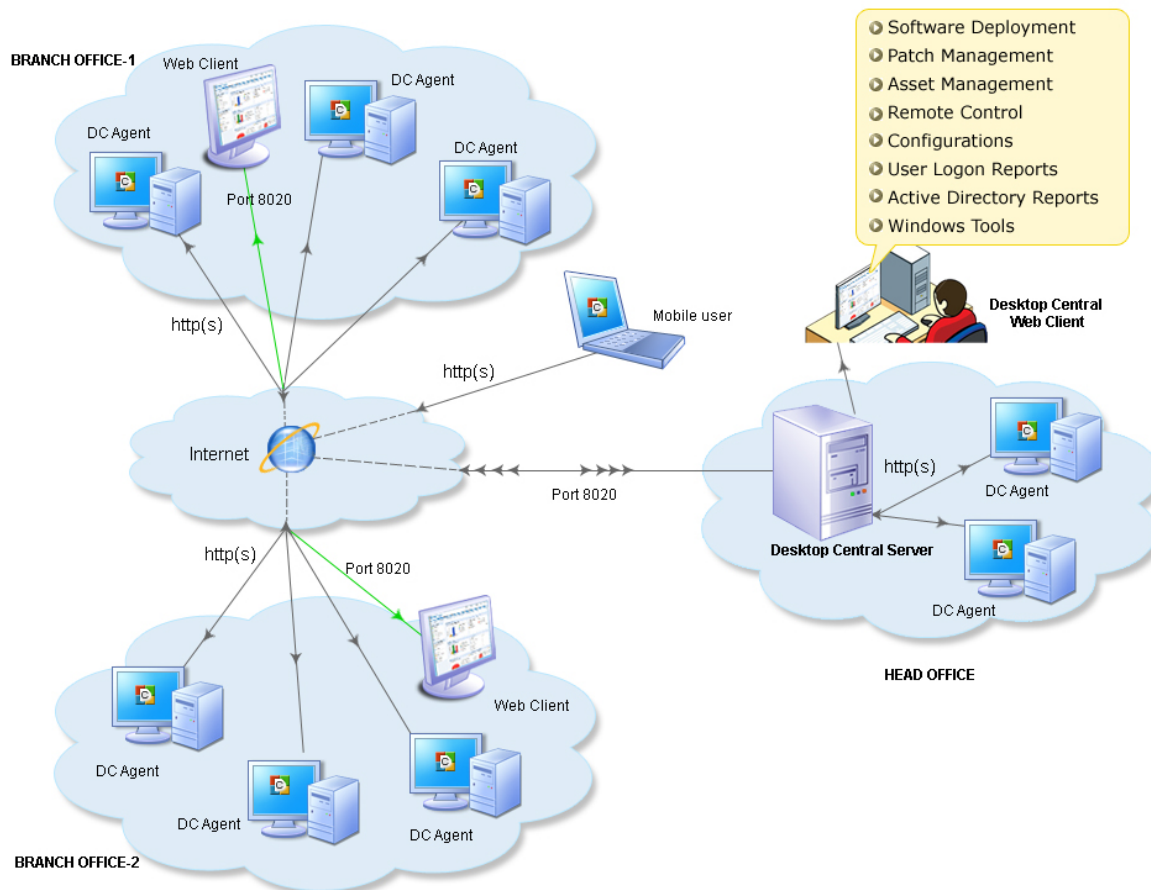 BRANCH OFFICE-1
Web Client
DC Agent
DC Agent
DC Agent
Port 8020
http(s)
Software Deployment
Patch Management
Asset Management
Remote Control
Configurations
User Logon Reports
Active Directory Reports
Windows Tools
Desktop Central
Web Client
Mobile user
http(s)
Internet
Port 8020
http(s)
DC Agent
Desktop Central Server
DC Agent
HEAD OFFICE
http(s)
Port 8020
Web Client
DC Agent
DC Agent
DC Agent
BRANCH OFFICE-2